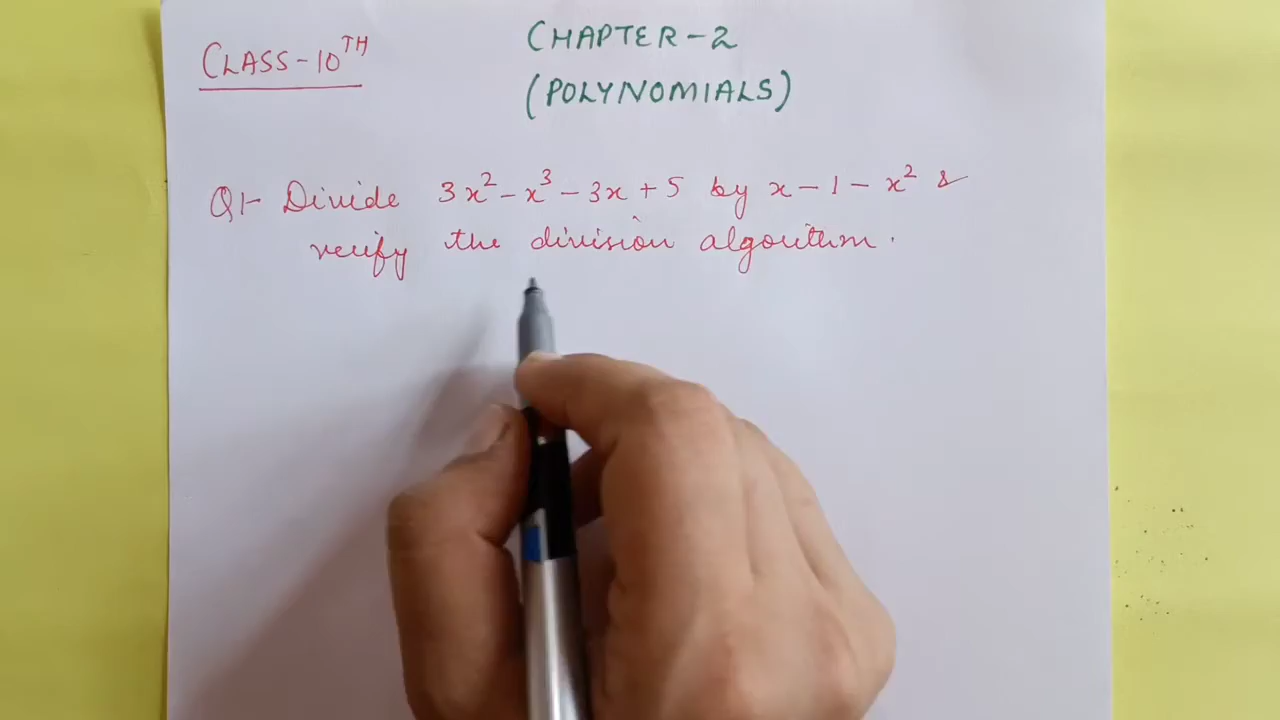 CLASS-10TH
CHAPTER-2
(POLYNOMIALS)
Q1- Divide 3x² - x³ - 3x + 5 by x - 1 - x² &
verify the division algorithm.